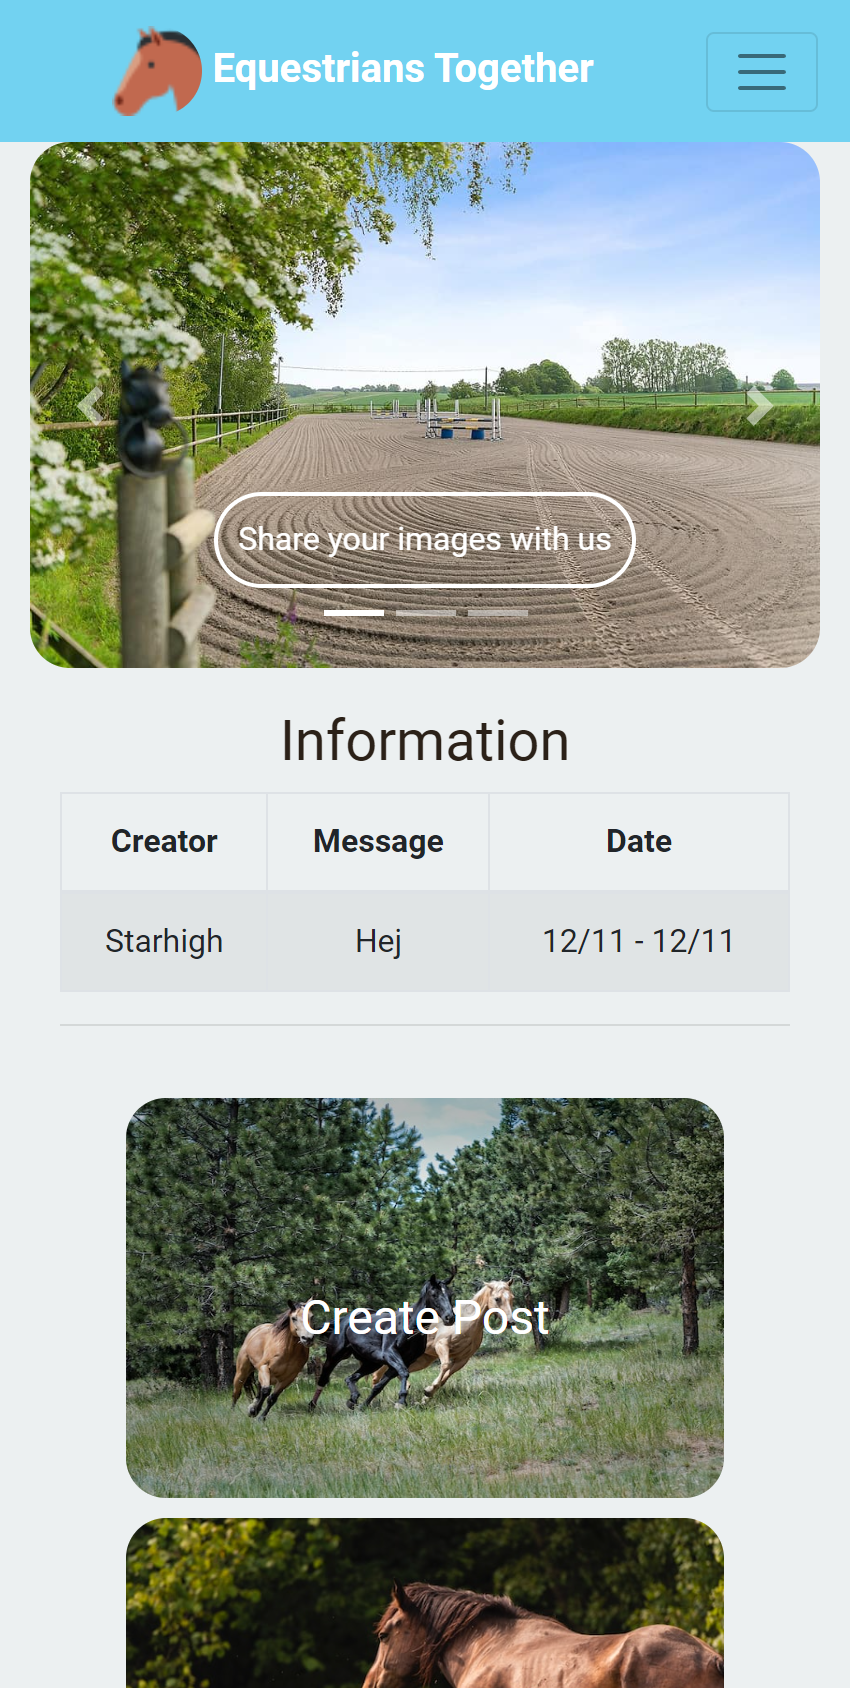 Equestrians Together
Share your images with us
Information
Creator Message Date
Starhigh Hej 12/11 - 12/11
Create Post